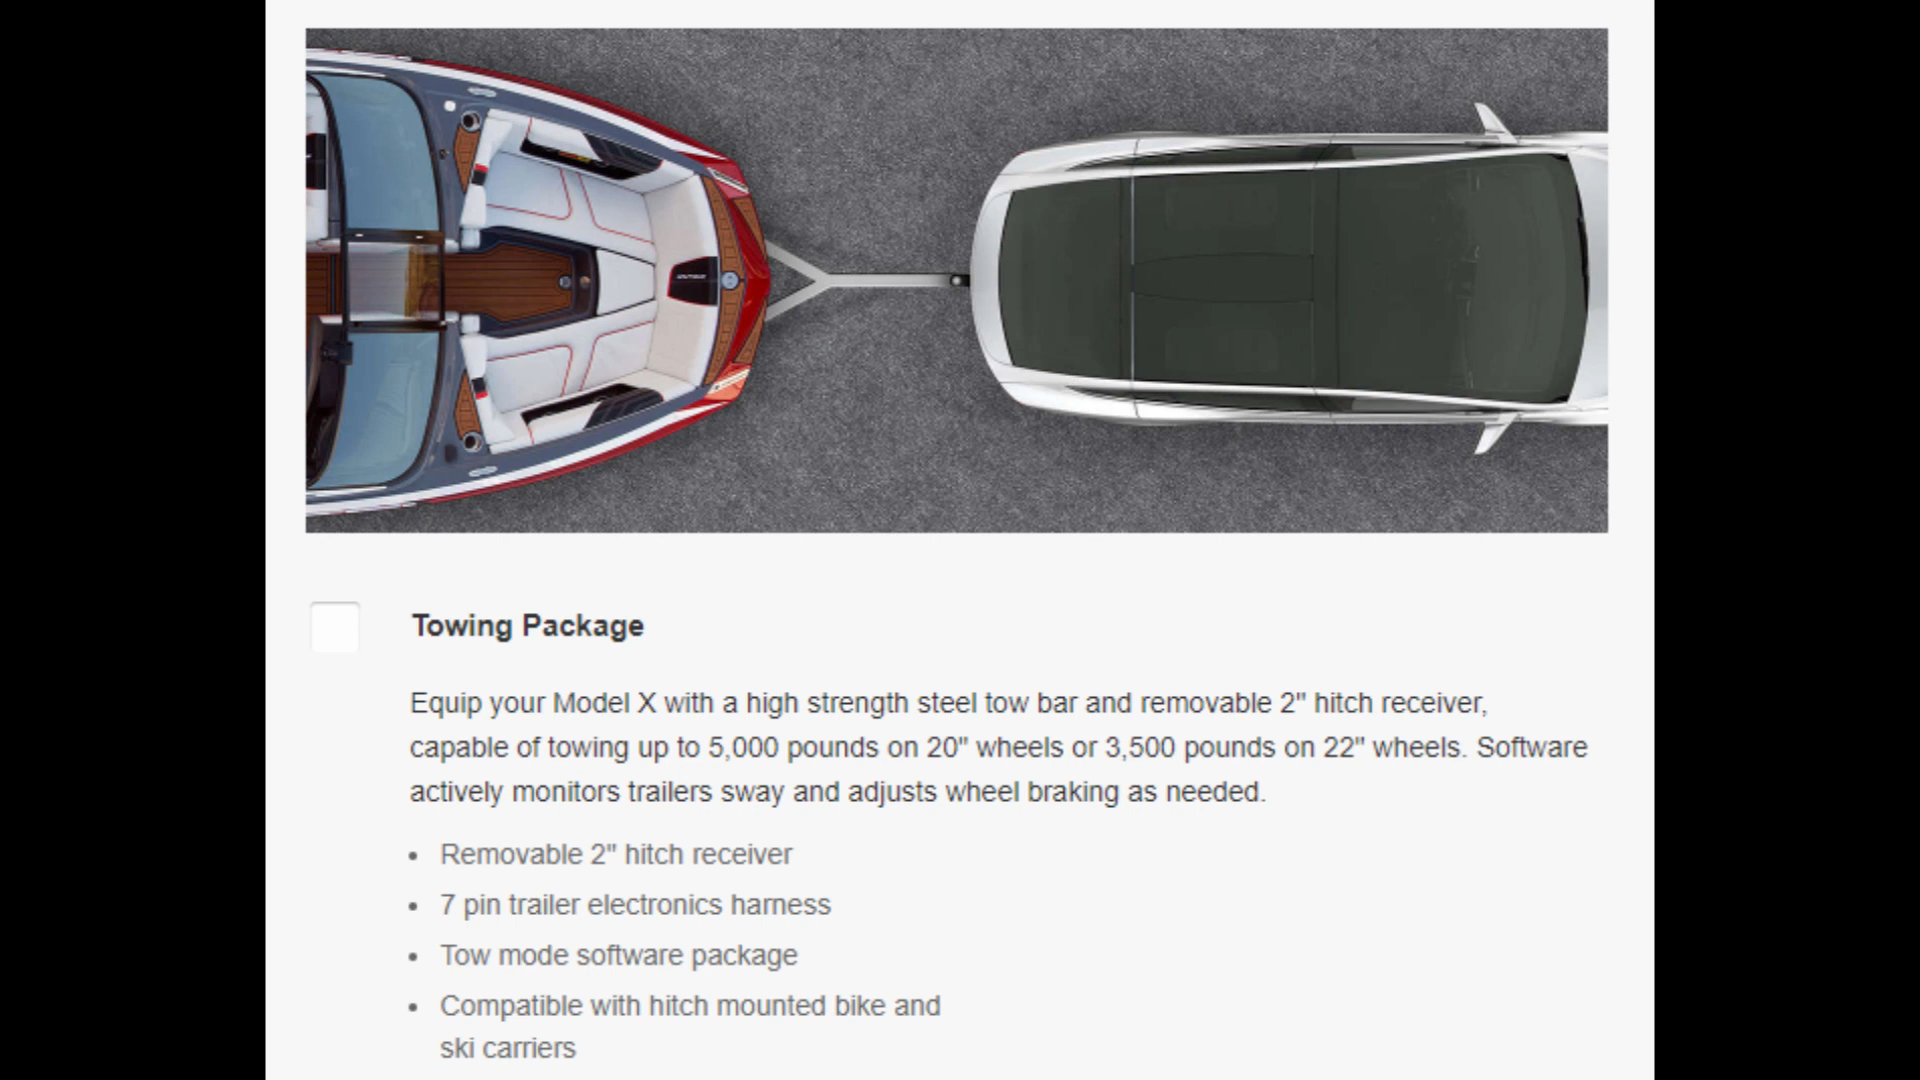 Towing Package
Equip your Model X with a high strength steel tow bar and removable 2" hitch receiver,
capable of towing up to 5,000 pounds on 20" wheels or 3,500 pounds on 22" wheels. Software
actively monitors trailers sway and adjusts wheel braking as needed.
• Removable 2" hitch receiver
• 7 pin trailer electronics harness
• Tow mode software package
• Compatible with hitch mounted bike and
ski carriers